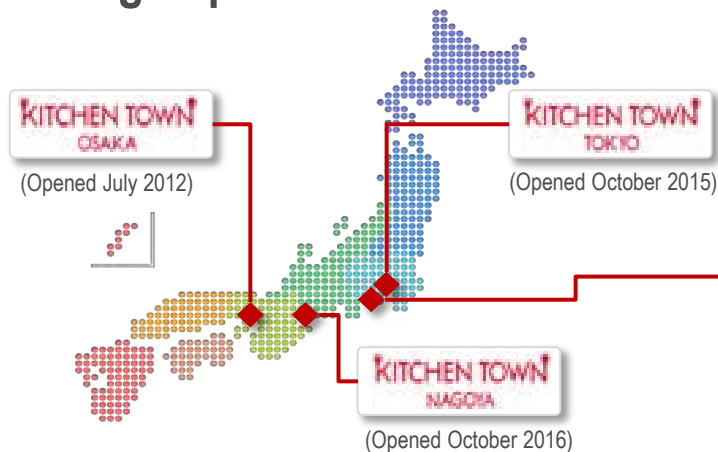 KITCHEN TOWN
OSAKA
(Opened July 2012)
KITCHEN TOWN
TOKYO
(Opened October 2015)
KITCHEN TOWN
NAGOYA
(Opened October 2016)